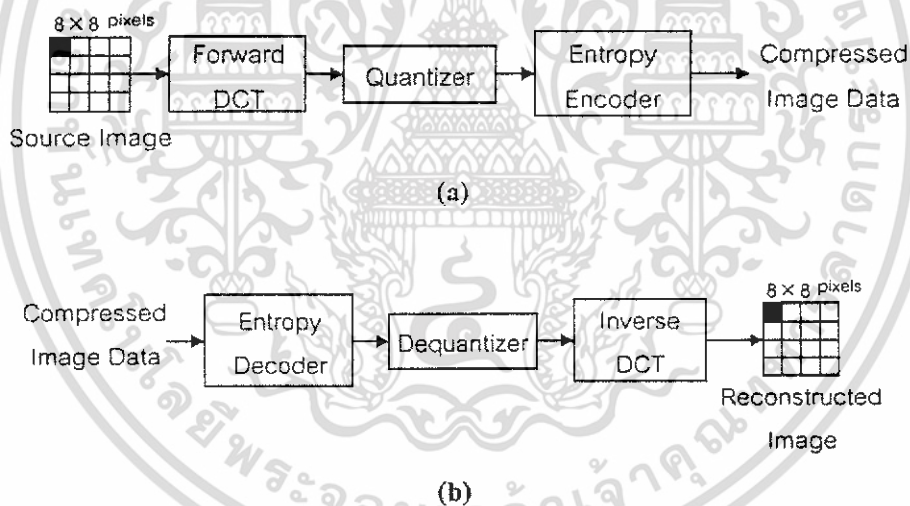 8 × 8 pixels
Forward
DCT
Quantizer
Entropy
Encoder
Compressed
Image Data
Source Image
(a)
Compressed
Image Data
Entropy
Decoder
Dequantizer
Inverse
DCT
8 × 8 pixels
Reconstructed
Image
(b)